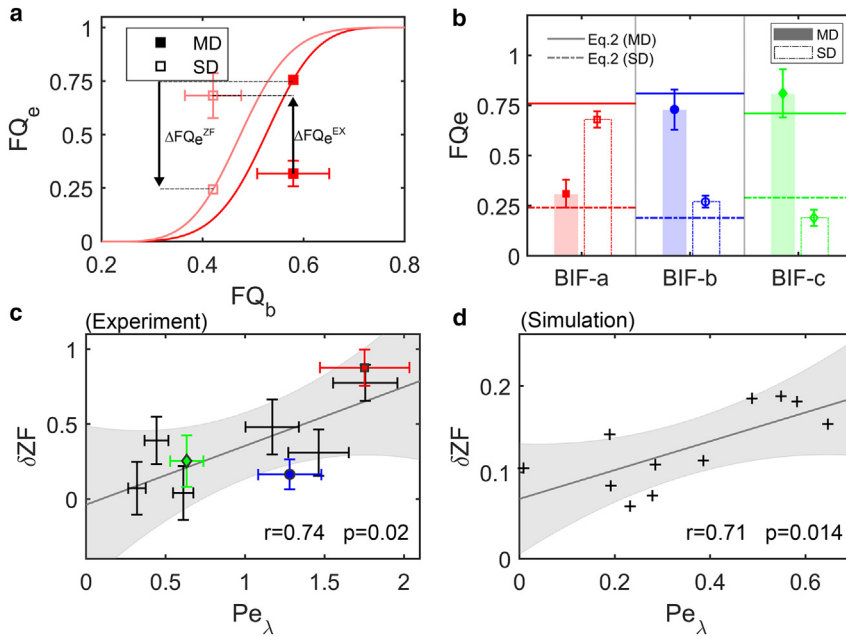 a
MD
SD
ΔFQe^ZF
ΔFQe^EX
FQe
1
0.75
0.5
0.25
0
0.2 0.4 0.6 0.8
FQb
b
Eq.2 (MD)
Eq.2 (SD)
MD
SD
FQe
1
0.75
0.5
0.25
0
BIF-a BIF-b BIF-c
c
(Experiment)
δZF
1
0.5
0
r=0.74 p=0.02
0 0.5 1 1.5 2
Peλ
d
(Simulation)
δZF
0.2
0.1
0
r=0.71 p=0.014
0 0.2 0.4 0.6
Peλ